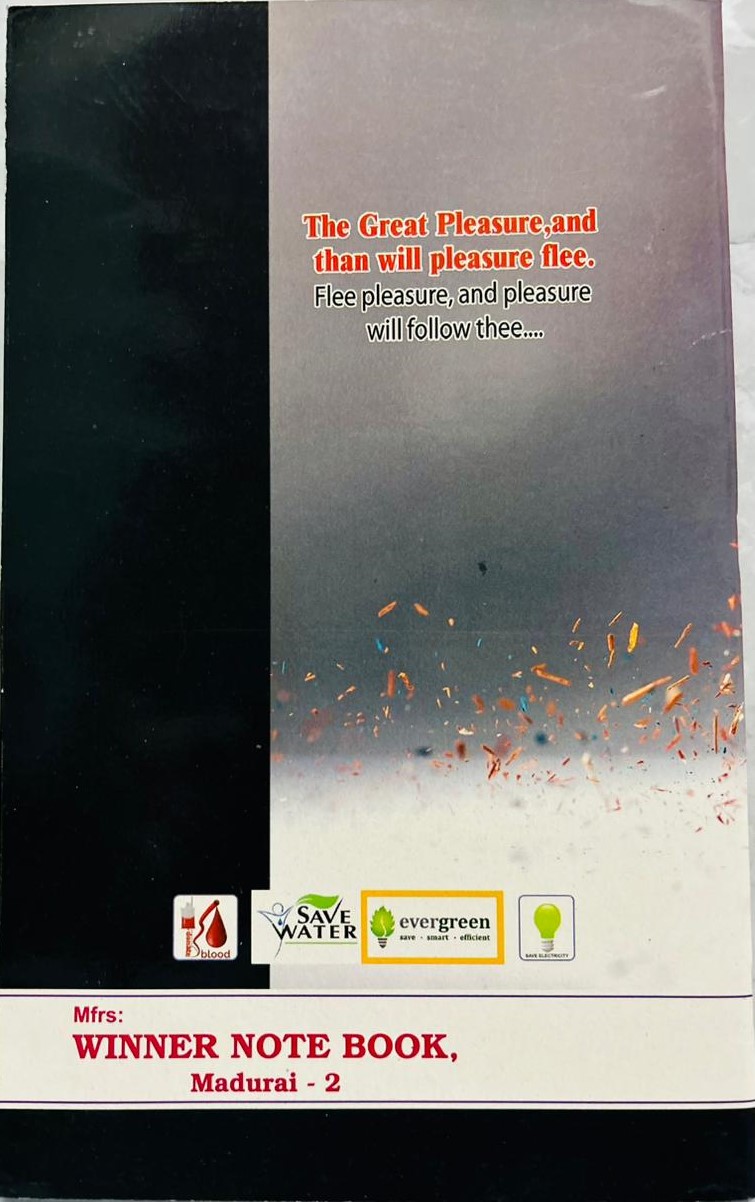 The Great Pleasure,and
than will pleasure flee.
Flee pleasure, and pleasure
will follow thee....
donate
blood
SAVE
WATER
evergreen
save - smart - efficient
SAVE ELECTRICITY
Mfrs:
WINNER NOTE BOOK,
Madurai - 2